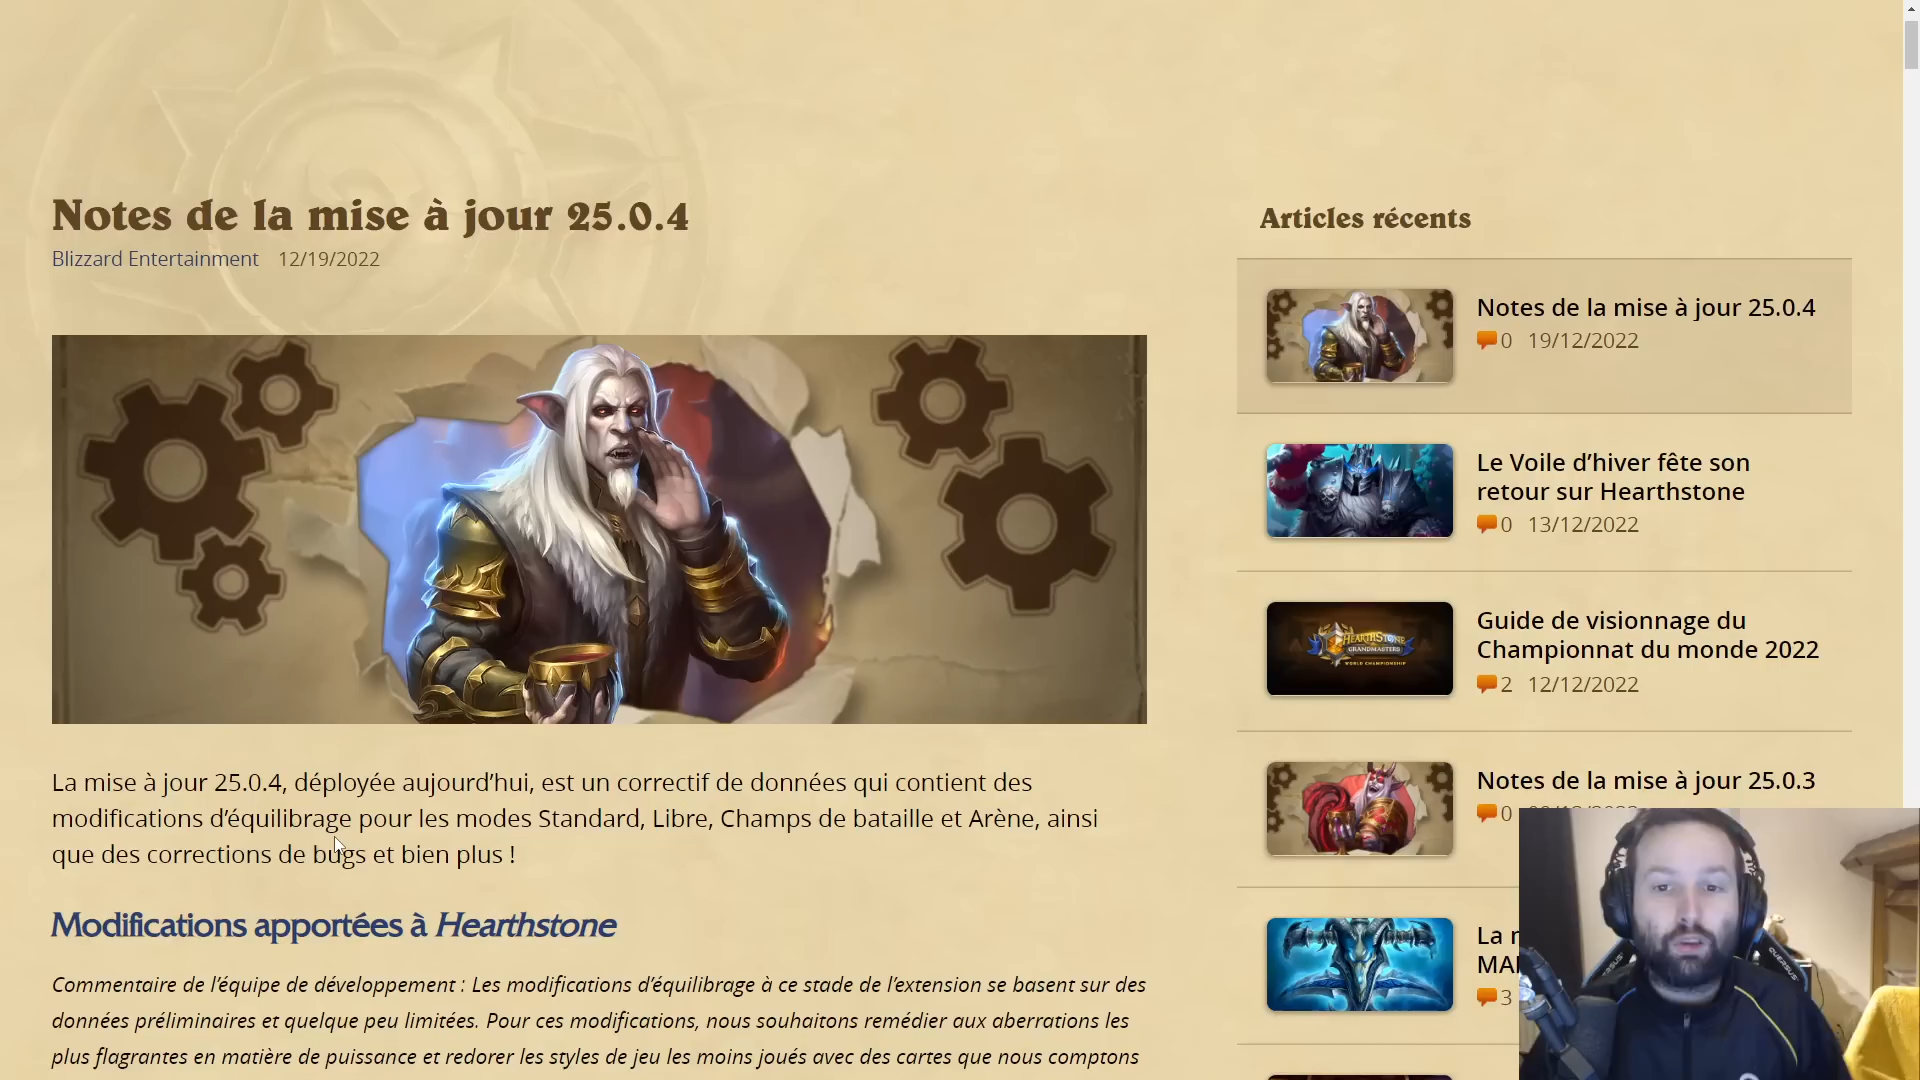 Notes de la mise à jour 25.0.4
Blizzard Entertainment 12/19/2022
La mise à jour 25.0.4, déployée aujourd’hui, est un correctif de données qui contient des
modifications d’équilibrage pour les modes Standard, Libre, Champs de bataille et Arène, ainsi
que des corrections de bugs et bien plus !
Modifications apportées à Hearthstone
Commentaire de l’équipe de développement : Les modifications d’équilibrage à ce stade de l’extension se basent sur des
données préliminaires et quelque peu limitées. Pour ces modifications, nous souhaitons remédier aux aberrations les
plus flagrantes en matière de puissance et redorer les styles de jeu les moins joués avec des cartes que nous comptons
Articles récents
Notes de la mise à jour 25.0.4
0 19/12/2022
Le Voile d’hiver fête son
retour sur Hearthstone
0 13/12/2022
HEARTHSTONE
GRANDMASTERS
WORLD CHAMPIONSHIP
Guide de visionnage du
Championnat du monde 2022
2 12/12/2022
Notes de la mise à jour 25.0.3
0
La
3